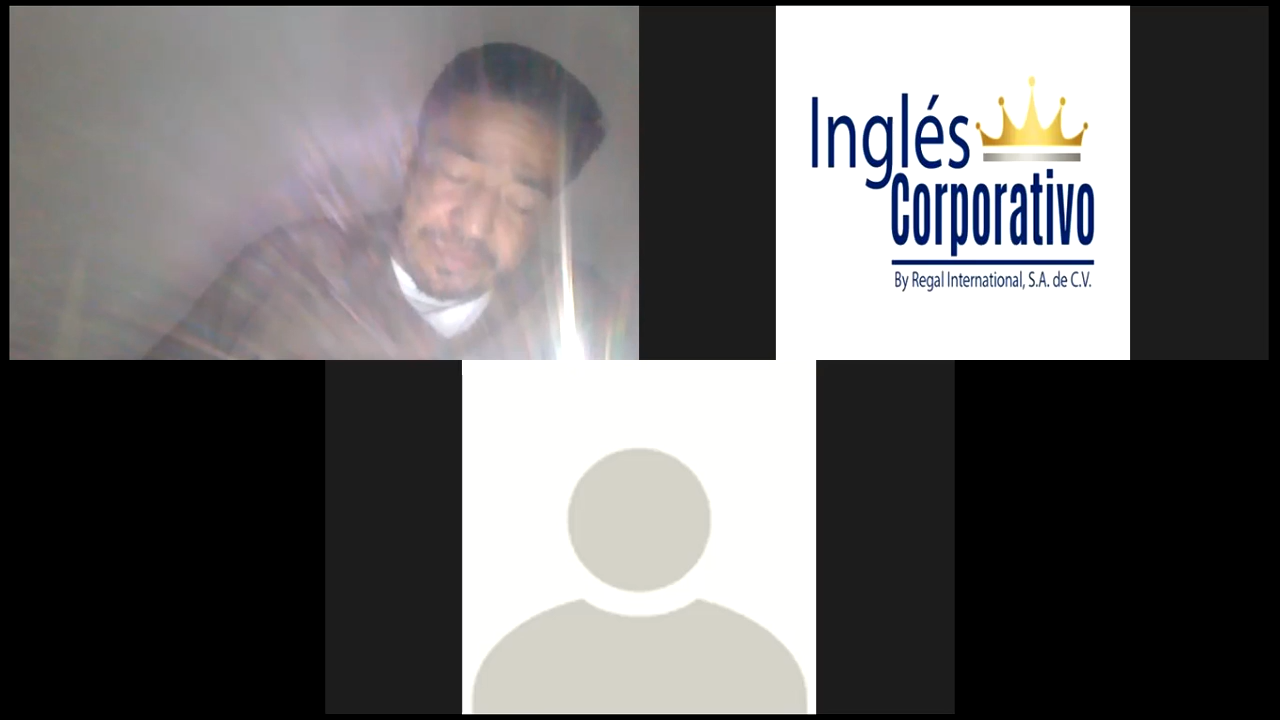 Inglés
Corporativo
By Regal International, S.A. de C.V.